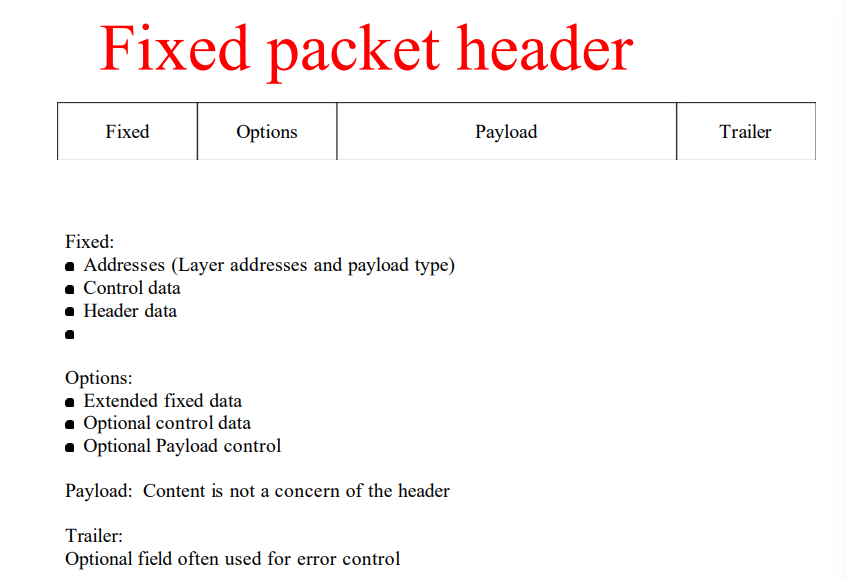 Fixed packet header
Fixed Options Payload Trailer
Fixed:
● Addresses (Layer addresses and payload type)
● Control data
● Header data
●
Options:
● Extended fixed data
● Optional control data
● Optional Payload control
Payload:  Content is not a concern of the header
Trailer:
Optional field often used for error control